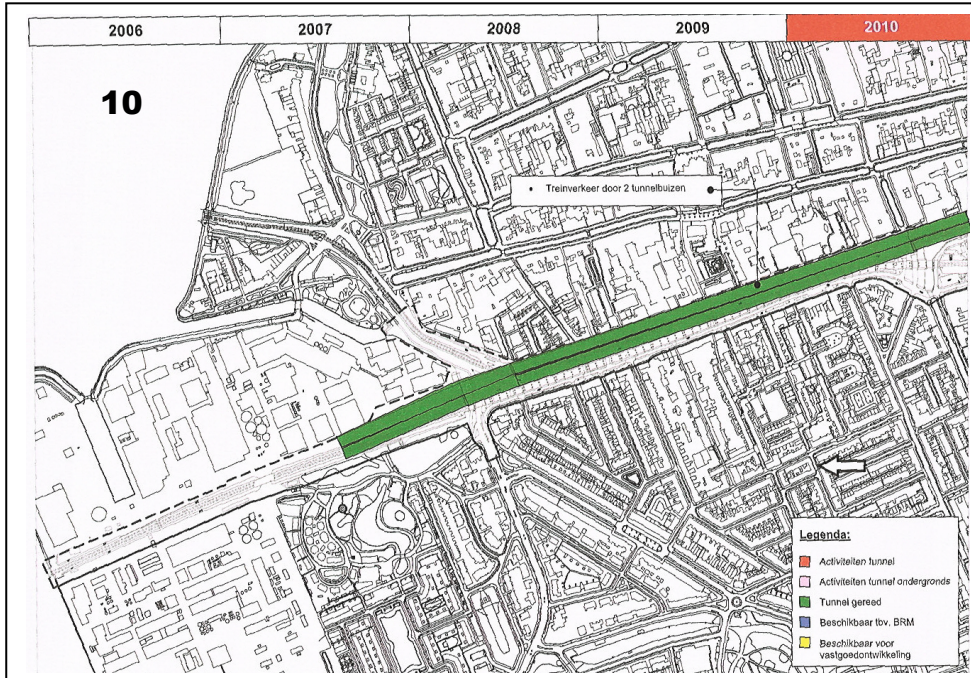 2006 2007 2008 2009 2010
10
• Treinverkeer door 2 tunnelbuizen
Legenda:
Activiteiten tunnel
Activiteiten tunnel ondergronds
Tunnel gereed
Beschikbaar tbv. BRM
Beschikbaar voor
vastgoedontwikkeling